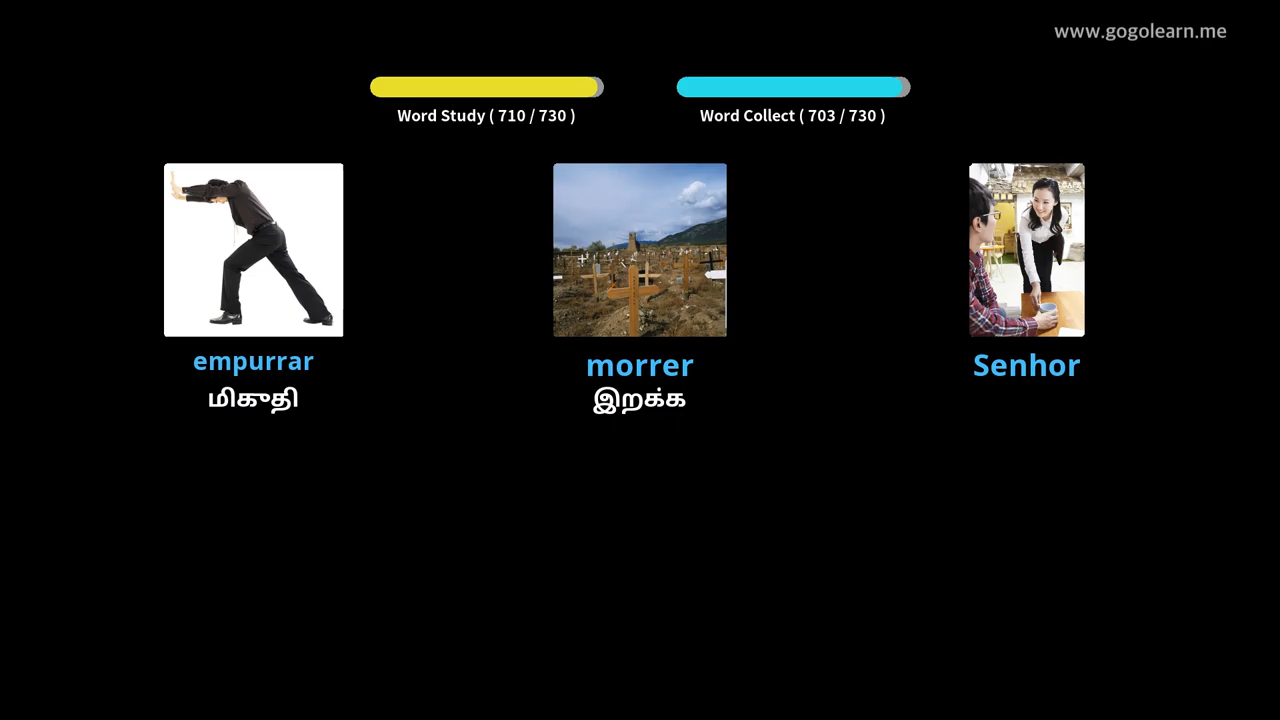 www.gogolearn.me
Word Study ( 710 / 730 )
Word Collect ( 703 / 730 )
empurrar
morrer
Senhor
மிகுதி
இறக்க